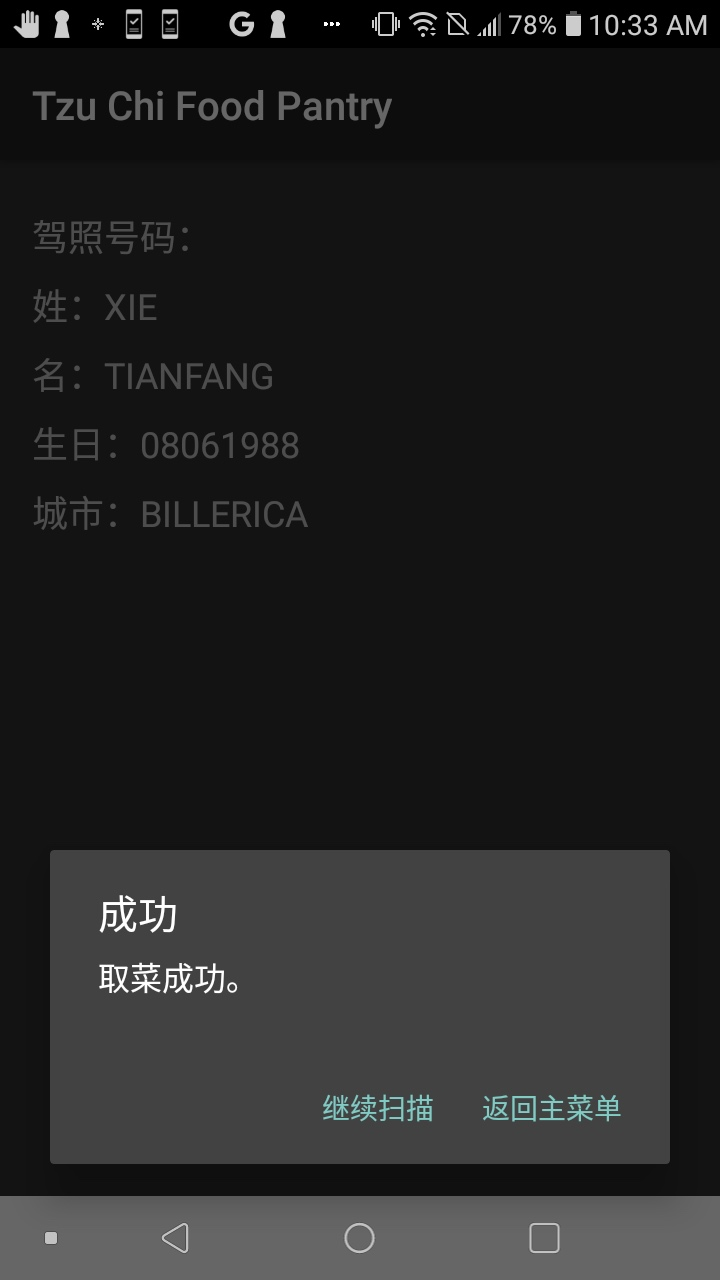 78% 10:33 AM
Tzu Chi Food Pantry
驾照号码：
姓：XIE
名：TIANFANG
生日：08061988
城市：BILLERICA
成功
取菜成功。
继续扫描 返回主菜单